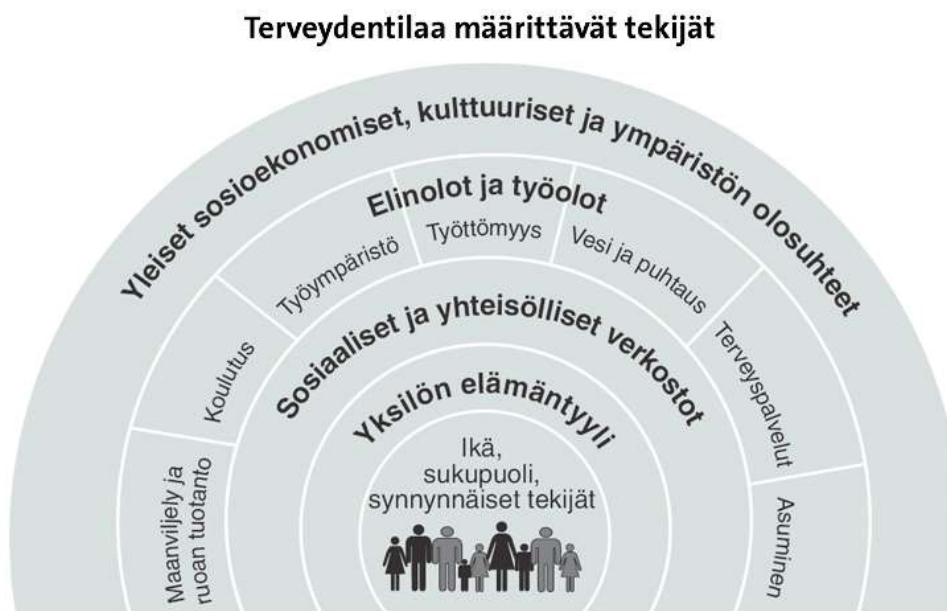 Terveydentilaa määrittävät tekijät
Yleiset sosioekonomiset, kulttuuriset ja ympäristön olosuhteet
Elinolot ja työolot
Maanviljely ja
ruoan tuotanto
Koulutus
Työympäristö
Työttömyys
Vesi ja puhtaus
Terveyspalvelut
Asuminen
Sosiaaliset ja yhteisölliset verkostot
Yksilön elämäntyyli
Ikä,
sukupuoli,
synnynnäiset tekijät